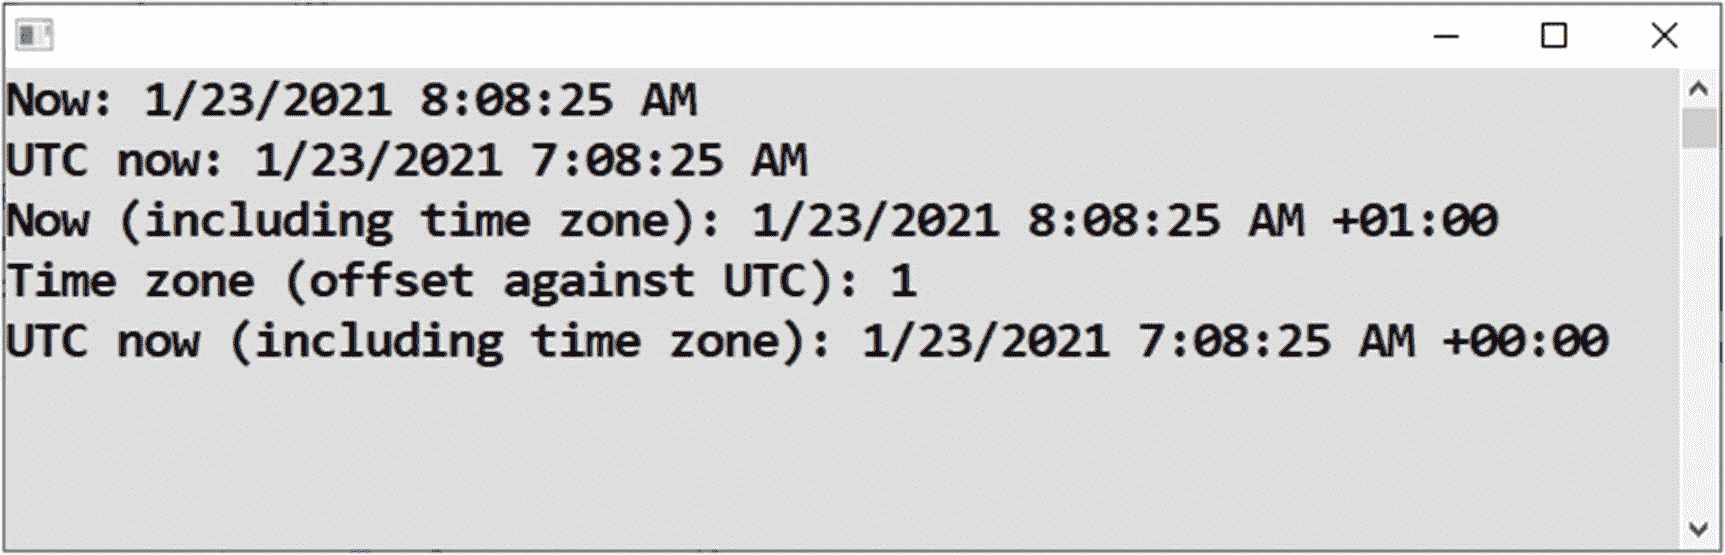 Now: 1/23/2021 8:08:25 AM
UTC now: 1/23/2021 7:08:25 AM
Now (including time zone): 1/23/2021 8:08:25 AM +01:00
Time zone (offset against UTC): 1
UTC now (including time zone): 1/23/2021 7:08:25 AM +00:00